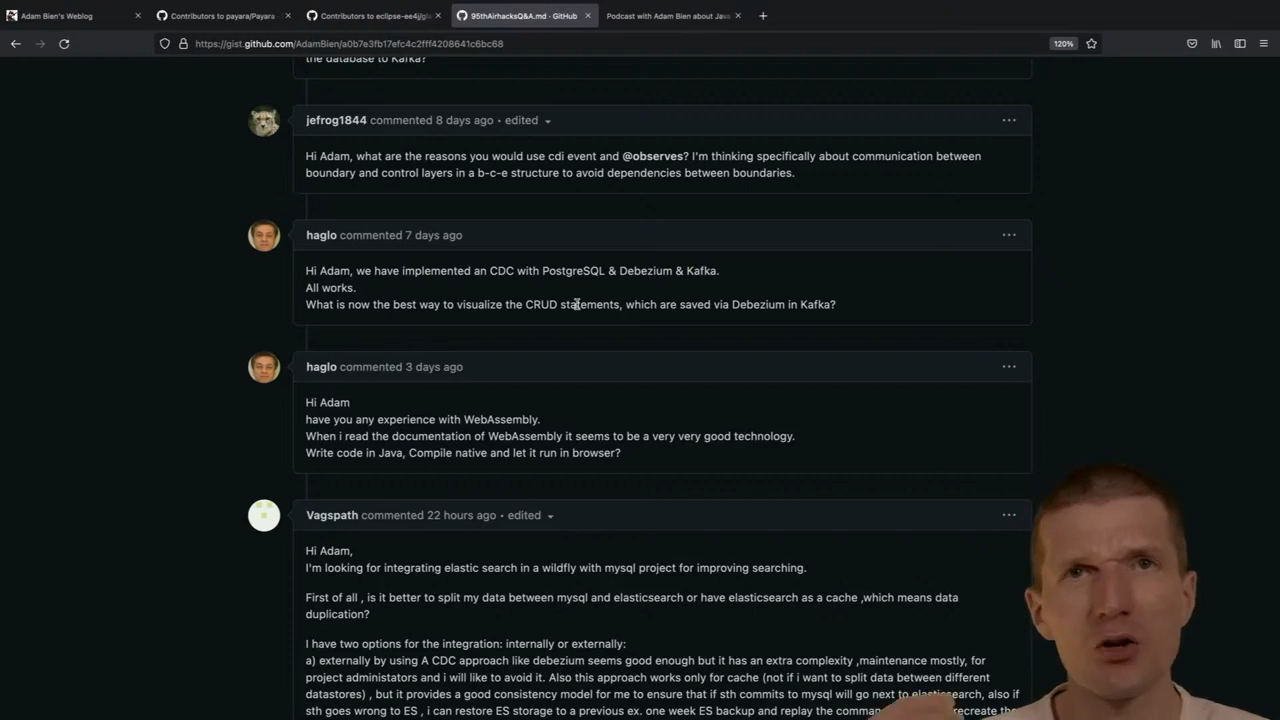 Adam Bien's Weblog
Contributors to payara/Payara
Contributors to eclipse-ee4j/gl
95thAirhacksQ&A.md · GitHub
Podcast with Adam Bien about Java
https://gist.github.com/AdamBien/a0b7e3fb17efc4c2fff4208641c6bc68
120%
the database to Kafka?
jefrog1844 commented 8 days ago • edited
Hi Adam, what are the reasons you would use cdi event and @observes? I'm thinking specifically about communication between
boundary and control layers in a b-c-e structure to avoid dependencies between boundaries.
haglo commented 7 days ago
Hi Adam, we have implemented an CDC with PostgreSQL & Debezium & Kafka.
All works.
What is now the best way to visualize the CRUD statements, which are saved via Debezium in Kafka?
haglo commented 3 days ago
Hi Adam
have you any experience with WebAssembly.
When i read the documentation of WebAssembly it seems to be a very very good technology.
Write code in Java, Compile native and let it run in browser?
Vagspath commented 22 hours ago • edited
Hi Adam,
I'm looking for integrating elastic search in a wildfly with mysql project for improving searching.
First of all , is it better to split my data between mysql and elasticsearch or have elasticsearch as a cache ,which means data
duplication?
I have two options for the integration: internally or externally:
a) externally by using A CDC approach like debezium seems good enough but it has an extra complexity ,maintenance mostly, for
project administators and i will like to avoid it. Also this approach works only for cache (not if i want to split data between different
datastores) , but it provides a good consistency model for me to ensure that if sth commits to mysql will go next to elasticsearch, also if
sth goes wrong to ES , i can restore ES storage to a previous ex. one week ES backup and replay the comman recreate the